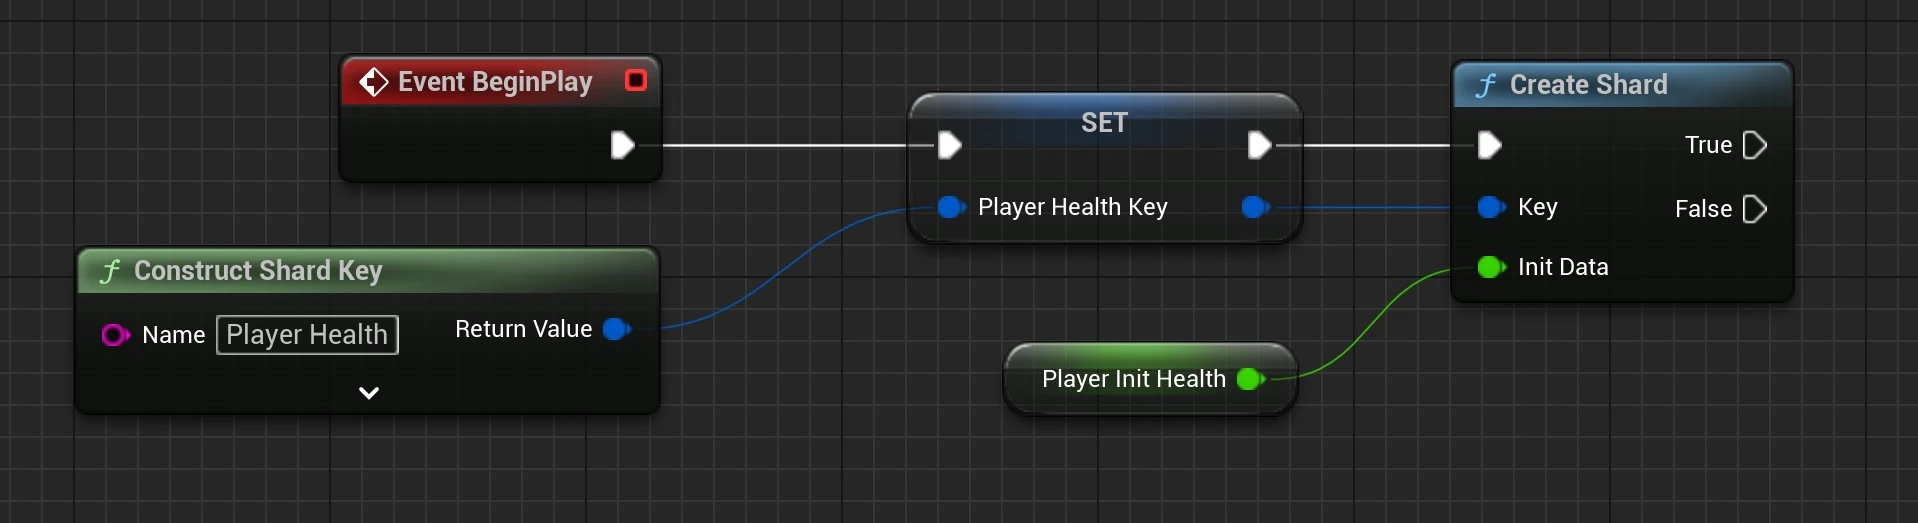 Event BeginPlay
SET
Player Health Key
f Create Shard
True
Key
False
Init Data
f Construct Shard Key
Name Player Health
Return Value
Player Init Health